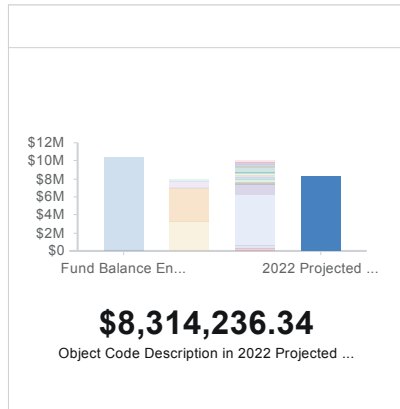 $12M
$10M
$8M
$6M
$4M
$2M
$0
Fund Balance En... 2022 Projected ...
$8,314,236.34
Object Code Description in 2022 Projected ...